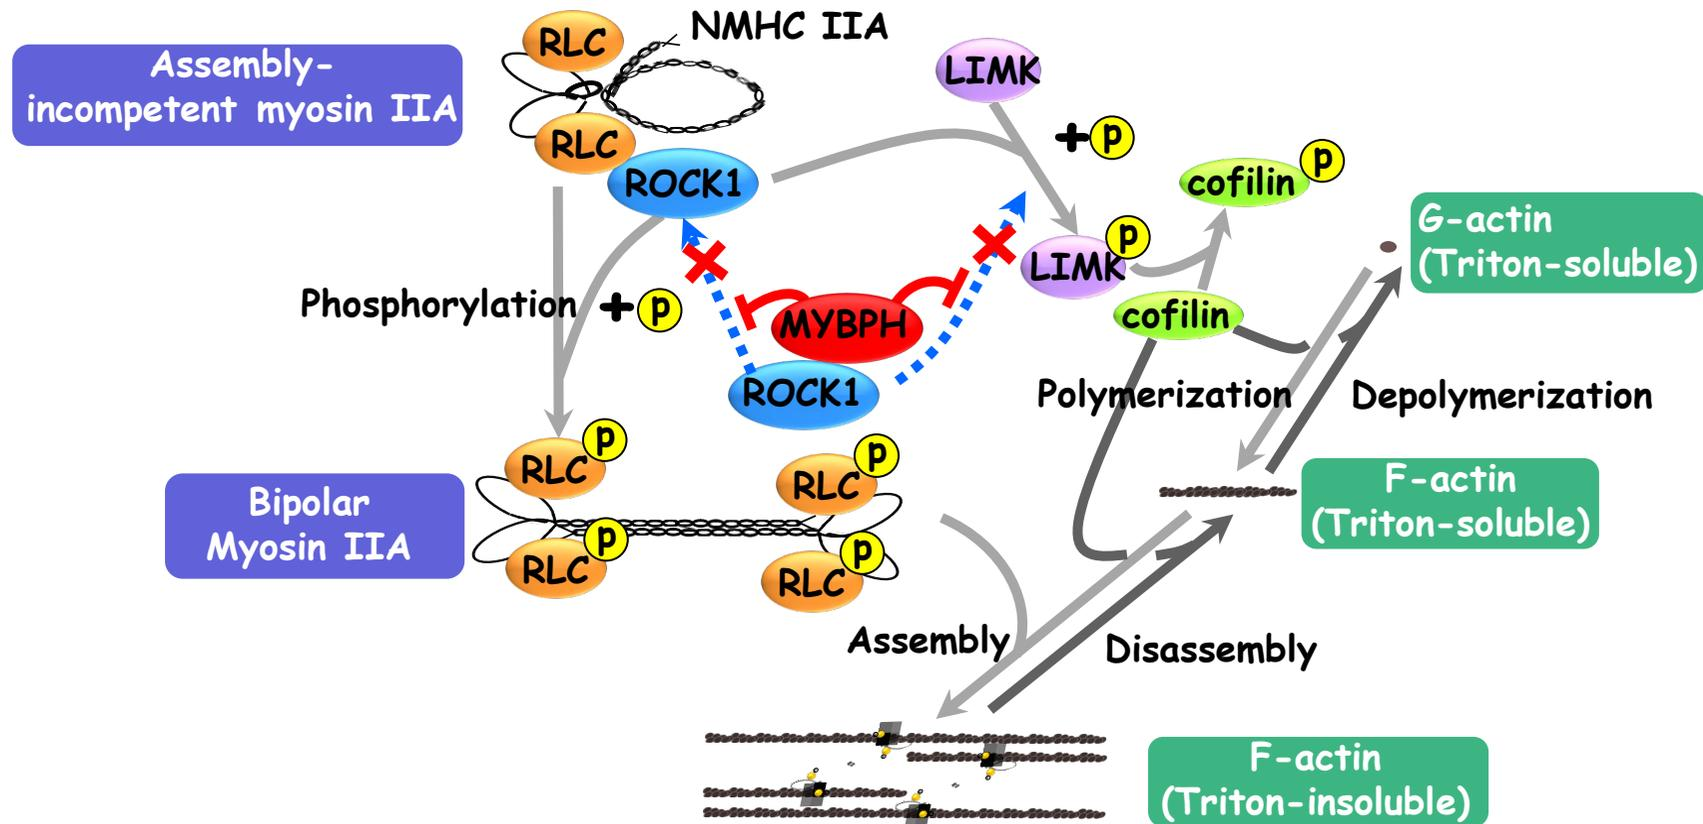 NMHC IIA
RLC
Assembly-
incompetent myosin IIA
RLC
ROCK1
LIMK
+p
cofilin p
LIMK p
cofilin
G-actin
(Triton-soluble)
Phosphorylation +p
MYBPH
ROCK1
Polymerization
Depolymerization
RLC p
RLC p
Bipolar
Myosin IIA
RLC p
RLC p
F-actin
(Triton-soluble)
Assembly
Disassembly
F-actin
(Triton-insoluble)